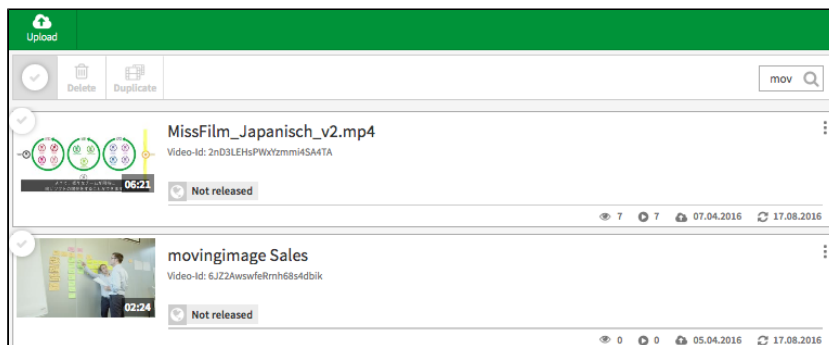 Upload
Delete
Duplicate
mov
MissFilm_Japanisch_v2.mp4
Video-Id: 2nD3LEHsPWxYzmmi4SA4TA
06:21
Not released
7
7
07.04.2016
17.08.2016
movingimage Sales
Video-Id: 6JZ2AwswfeRrnh68s4dbik
02:24
Not released
0
0
05.04.2016
17.08.2016